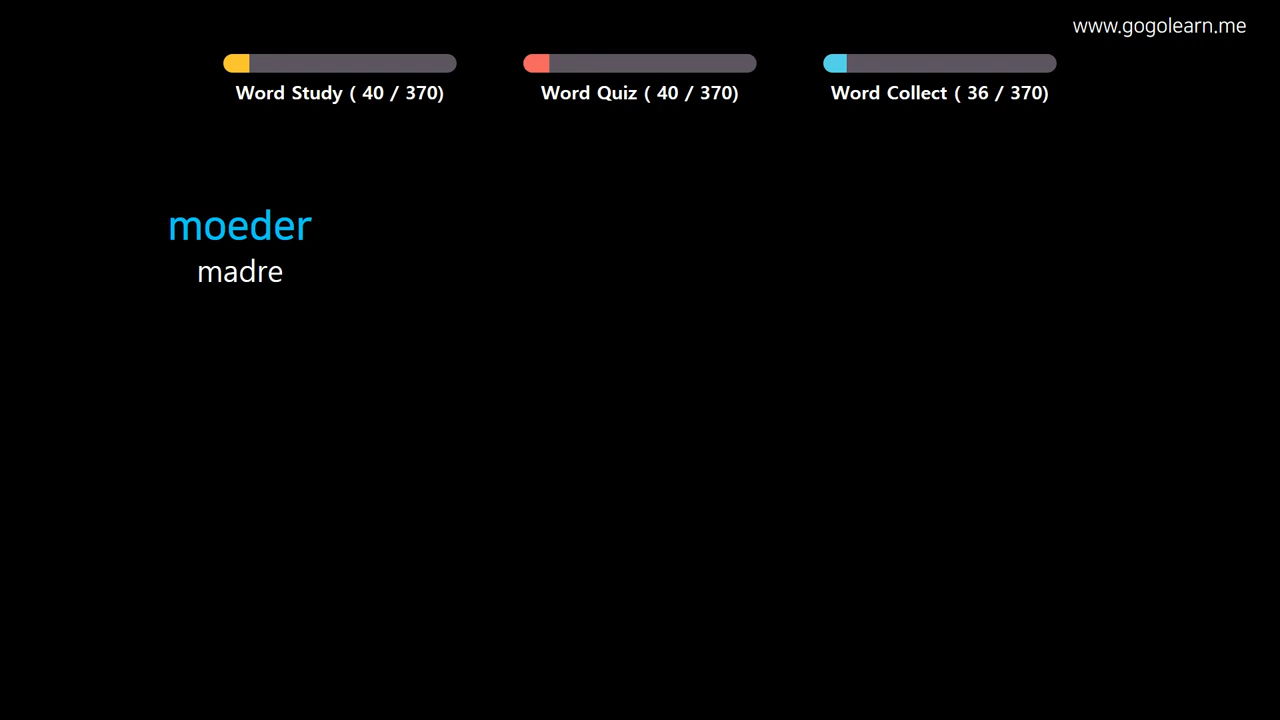 www.gogolearn.me
Word Study ( 40 / 370)
Word Quiz ( 40 / 370)
Word Collect ( 36 / 370)
moeder
madre